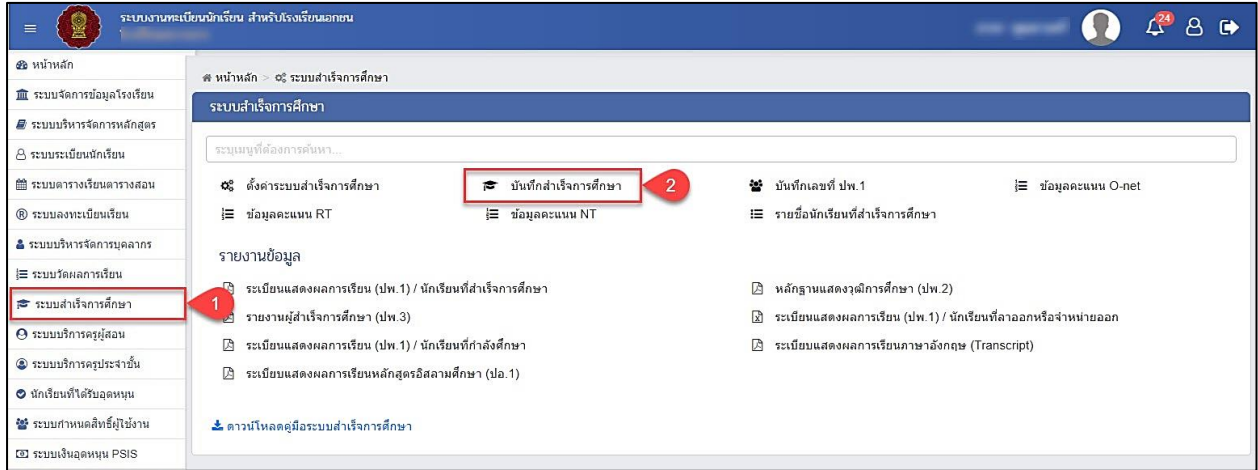 ระบบงานทะเบียนนักเรียน สำหรับโรงเรียนเอกชน
24
หน้าหลัก
ระบบจัดการข้อมูลโรงเรียน
ระบบบริหารจัดการหลักสูตร
ระบบระเบียนนักเรียน
ระบบตารางเรียนตารางสอน
ระบบลงทะเบียนเรียน
ระบบบริหารจัดการบุคลากร
ระบบวัดผลการเรียน
ระบบสำเร็จการศึกษา
1
ระบบบริการครูผู้สอน
ระบบบริการครูประจำชั้น
นักเรียนที่ได้รับอุดหนุน
ระบบกำหนดสิทธิ์ผู้ใช้งาน
ระบบเงินอุดหนุน PSIS
หน้าหลัก > ระบบสำเร็จการศึกษา
ระบบสำเร็จการศึกษา
ระบุเมนูที่ต้องการค้นหา...
ตั้งค่าระบบสำเร็จการศึกษา บันทึกสำเร็จการศึกษา 2 บันทึกเลขที่ ปพ.1 ข้อมูลคะแนน O-net
ข้อมูลคะแนน RT ข้อมูลคะแนน NT รายชื่อนักเรียนที่สำเร็จการศึกษา
รายงานข้อมูล
ระเบียนแสดงผลการเรียน (ปพ.1) / นักเรียนที่สำเร็จการศึกษา หลักฐานแสดงวุฒิการศึกษา (ปพ.2)
รายงานผู้สำเร็จการศึกษา (ปพ.3) ระเบียนแสดงผลการเรียน (ปพ.1) / นักเรียนที่ลาออกหรือจำหน่ายออก
ระเบียนแสดงผลการเรียน (ปพ.1) / นักเรียนที่กำลังศึกษา ระเบียบแสดงผลการเรียนภาษาอังกฤษ (Transcript)
ระเบียบแสดงผลการเรียนหลักสูตรอิสลามศึกษา (ปอ.1)
ดาวน์โหลดคู่มือระบบสำเร็จการศึกษา